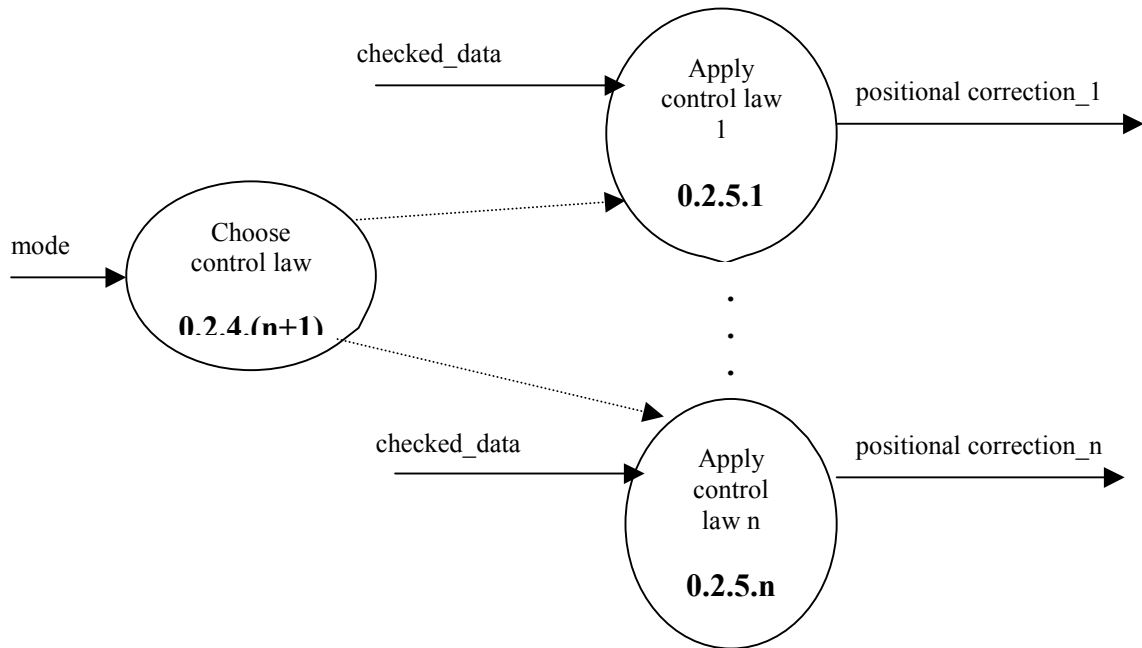 checked_data
Apply
control law
1
0.2.5.1
positional correction_1
mode
Choose
control law
0.2.4.(n+1)
checked_data
Apply
control
law n
0.2.5.n
positional correction_n